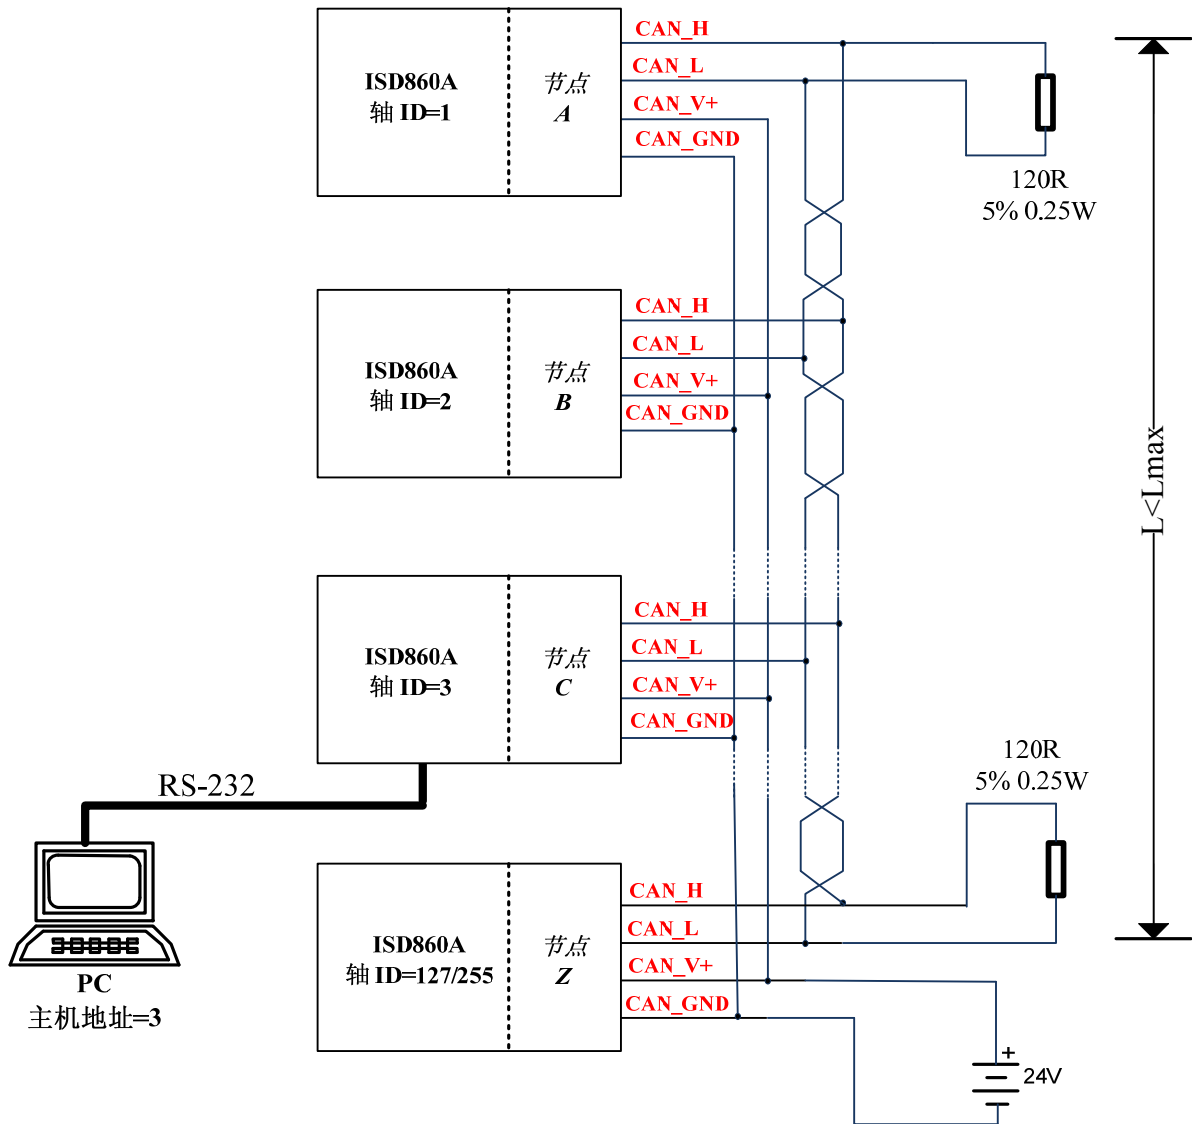 CAN_H
CAN_L
CAN_V+
CAN_GND
ISD860A
轴 ID=1
节点
A
120R
5% 0.25W
CAN_H
CAN_L
CAN_V+
CAN_GND
ISD860A
轴 ID=2
节点
B
L<Lmax
CAN_H
CAN_L
CAN_V+
CAN_GND
ISD860A
轴 ID=3
节点
C
RS-232
120R
5% 0.25W
CAN_H
CAN_L
CAN_V+
CAN_GND
ISD860A
轴 ID=127/255
节点
Z
PC
主机地址=3
+
24V